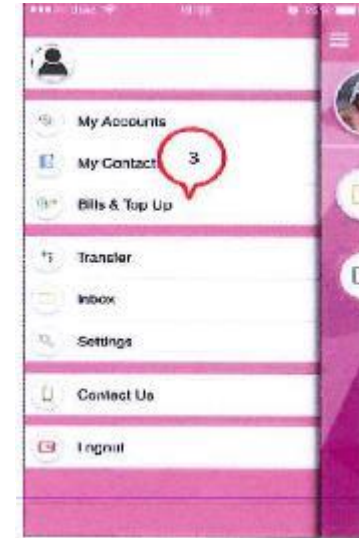 My Accounts
My Contact
3
Bills & Top Up
Transfer
Inbox
Settings
Contact Us
Logout